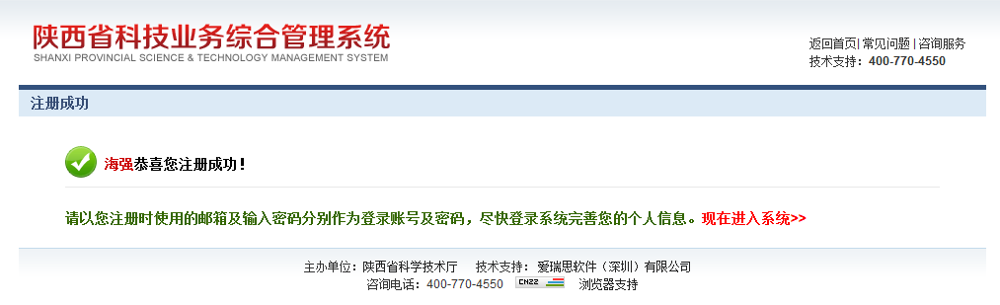 陕西省科技业务综合管理系统
SHANXI PROVINCIAL SCIENCE & TECHNOLOGY MANAGEMENT SYSTEM
返回首页| 常见问题 | 咨询服务
技术支持：400-770-4550
注册成功
海强恭喜您注册成功！
请以您注册时使用的邮箱及输入密码分别作为登录账号及密码，尽快登录系统完善您的个人信息。现在进入系统>>
主办单位：陕西省科学技术厅 技术支持： 爱瑞思软件（深圳）有限公司
咨询电话：400-770-4550 CNZZ 浏览器支持